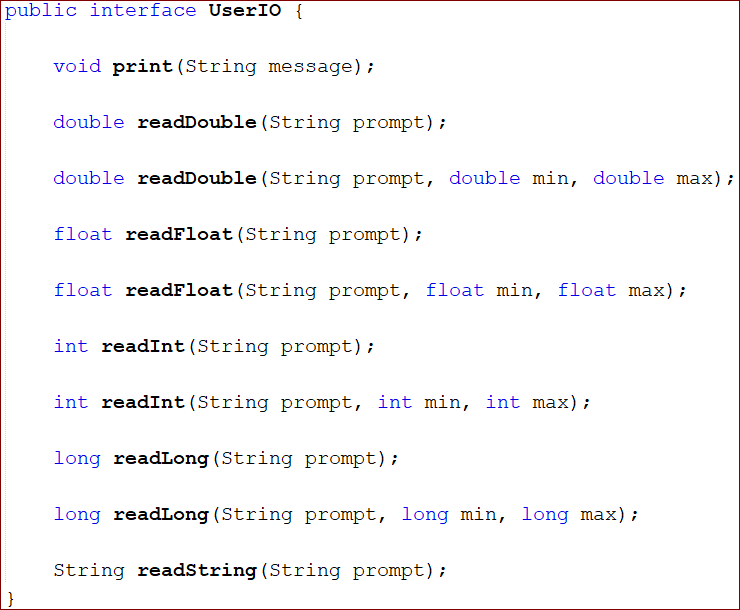 public interface UserIO {
void print(String message);
double readDouble(String prompt);
double readDouble(String prompt, double min, double max);
float readFloat(String prompt);
float readFloat(String prompt, float min, float max);
int readInt(String prompt);
int readInt(String prompt, int min, int max);
long readLong(String prompt);
long readLong(String prompt, long min, long max);
String readString(String prompt);
}